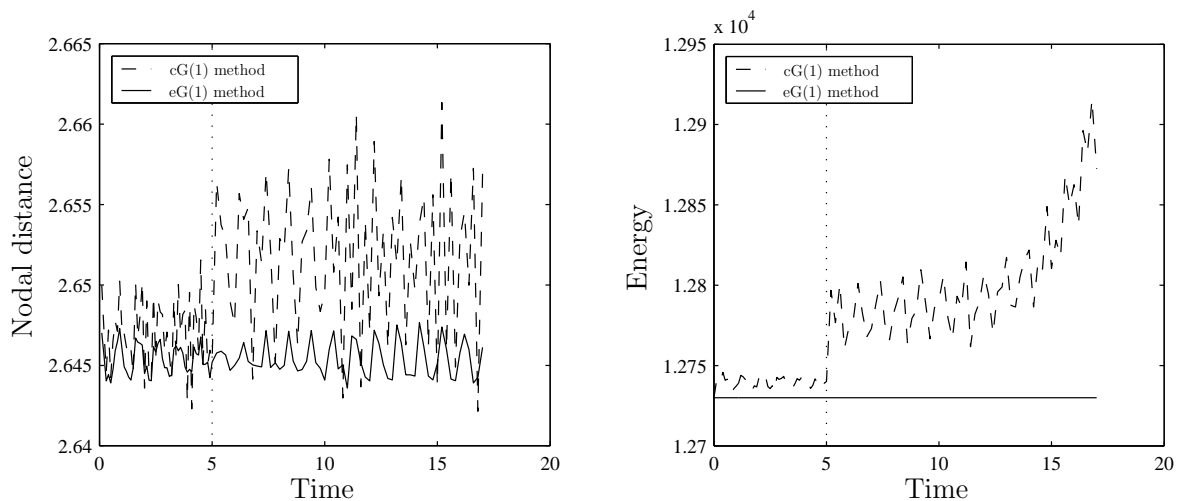 2.665
2.66
2.655
2.65
2.645
2.64
0
5
10
15
20
Time
Nodal distance
cG(1) method
eG(1) method
x 10^4
1.295
1.29
1.285
1.28
1.275
1.27
0
5
10
15
20
Time
Energy
cG(1) method
eG(1) method